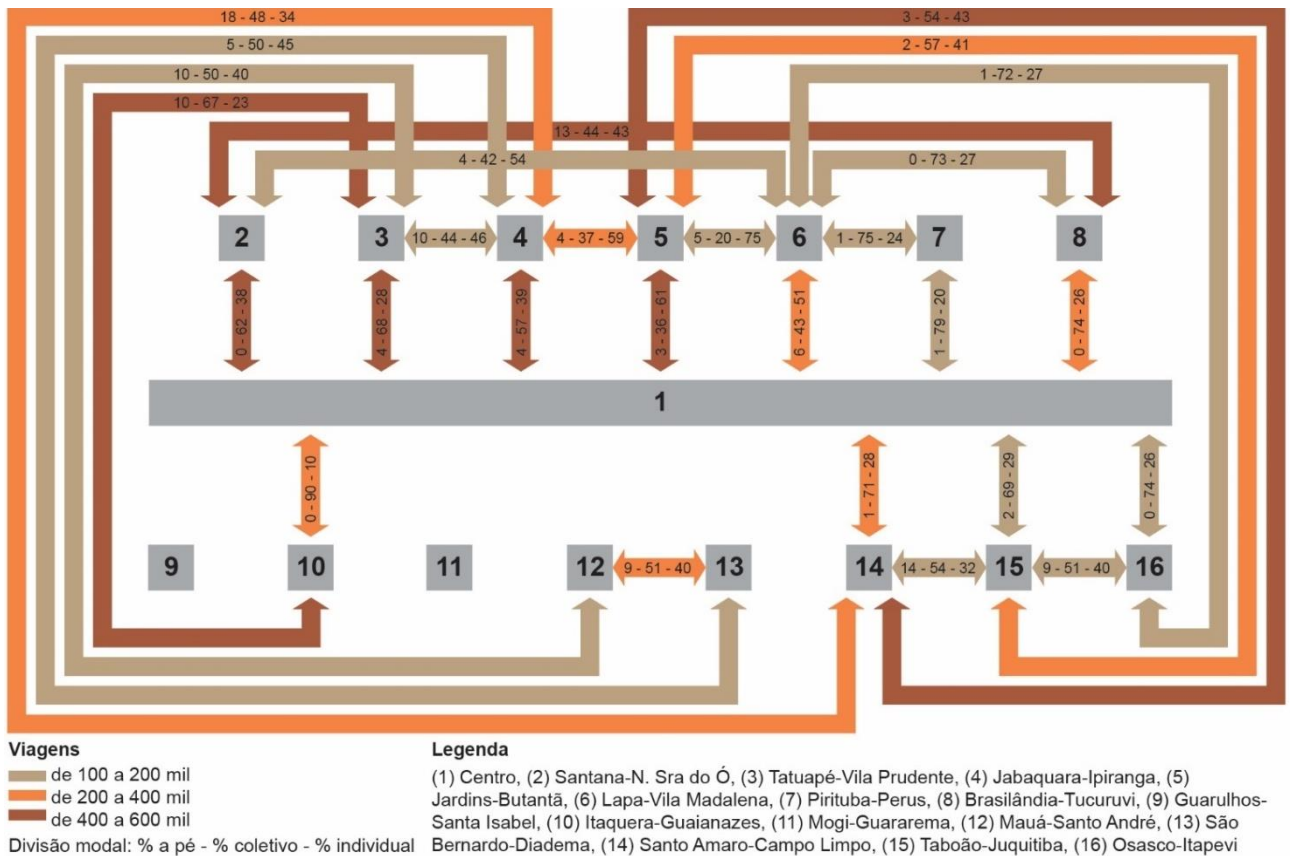 18 - 48 - 34
3 - 54 - 43
5 - 50 - 45
2 - 57 - 41
10 - 50 - 40
1 -72 - 27
10 - 67 - 23
13 - 44 - 43
4 - 42 - 54
0 - 73 - 27
2
3
10 - 44 - 46
4
4 - 37 - 59
5
5 - 20 - 75
6
1 - 75 - 24
7
8
0 - 62 - 38
4 - 68 - 28
4 - 57 - 39
3 - 36 - 61
6 - 43 - 51
1 - 79 - 20
0 - 74 - 26
1
0 - 90 - 10
1 - 71 - 28
2 - 69 - 29
0 - 74 - 26
9
10
11
12
9 - 51 - 40
13
14
14 - 54 - 32
15
9 - 51 - 40
16
Viagens
de 100 a 200 mil
de 200 a 400 mil
de 400 a 600 mil
Divisão modal: % a pé - % coletivo - % individual
Legenda
(1) Centro, (2) Santana-N. Sra do Ó, (3) Tatuapé-Vila Prudente, (4) Jabaquara-Ipiranga, (5)
Jardins-Butantã, (6) Lapa-Vila Madalena, (7) Pirituba-Perus, (8) Brasilândia-Tucuruvi, (9) Guarulhos-
Santa Isabel, (10) Itaquera-Guaianazes, (11) Mogi-Guararema, (12) Mauá-Santo André, (13) São
Bernardo-Diadema, (14) Santo Amaro-Campo Limpo, (15) Taboão-Juquitiba, (16) Osasco-Itapevi